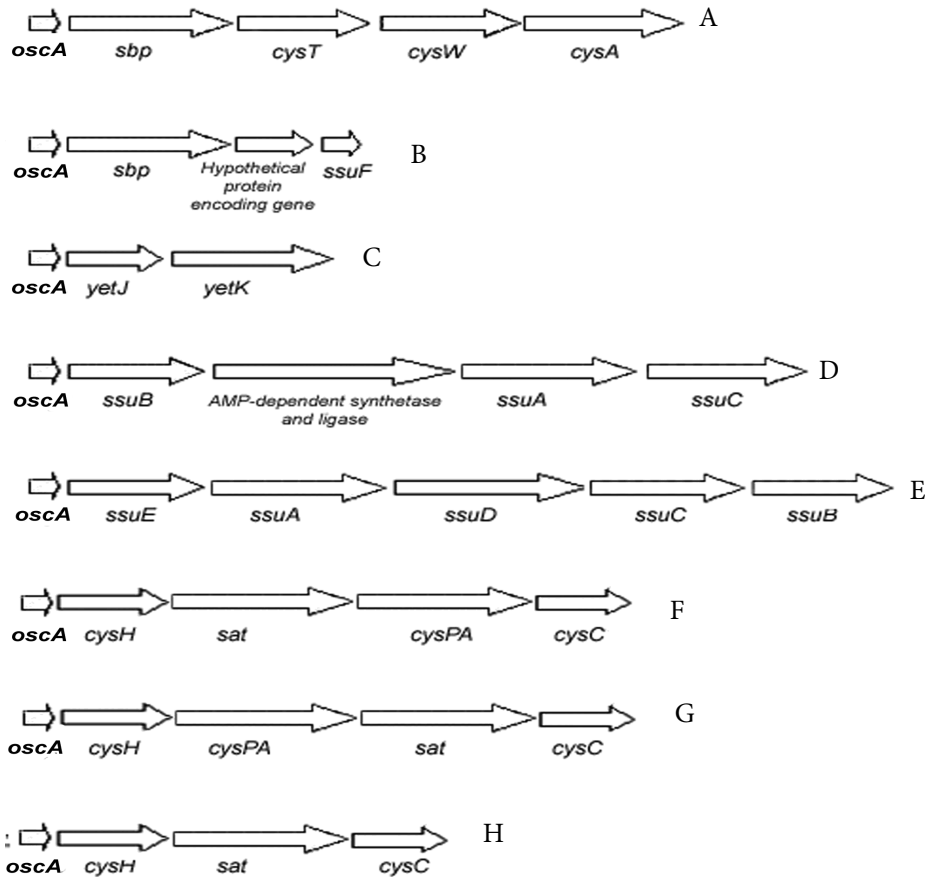 A
oscA sbp cysT cysW cysA
B
oscA sbp Hypothetical ssuF
protein
encoding gene
C
oscA yetJ yetK
D
oscA ssuB AMP-dependent synthetase ssuA ssuC
and ligase
E
oscA ssuE ssuA ssuD ssuC ssuB
F
oscA cysH sat cysPA cysC
G
oscA cysH cysPA sat cysC
H
oscA cysH sat cysC